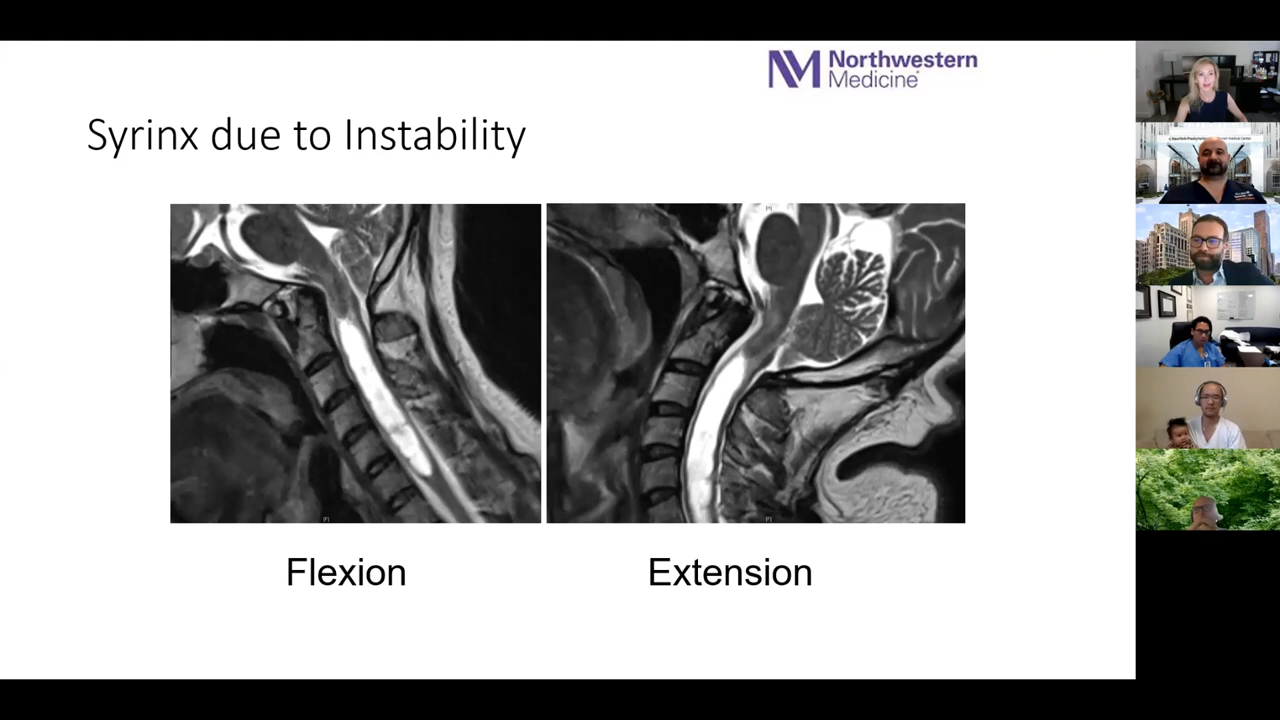 Northwestern
Medicine
Syrinx due to Instability
Flexion
Extension